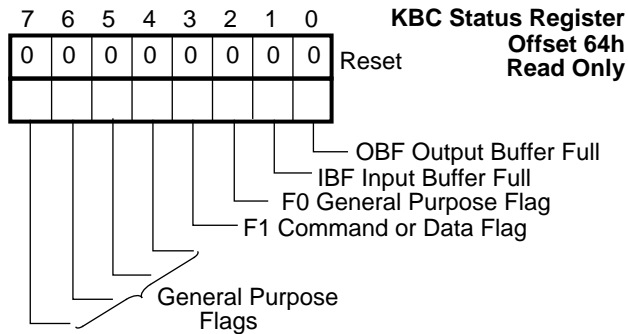 7 6 5 4 3 2 1 0
KBC Status Register
Offset 64h
Read Only
0 0 0 0 0 0 0 0 Reset
OBF Output Buffer Full
IBF Input Buffer Full
F0 General Purpose Flag
F1 Command or Data Flag
General Purpose
Flags